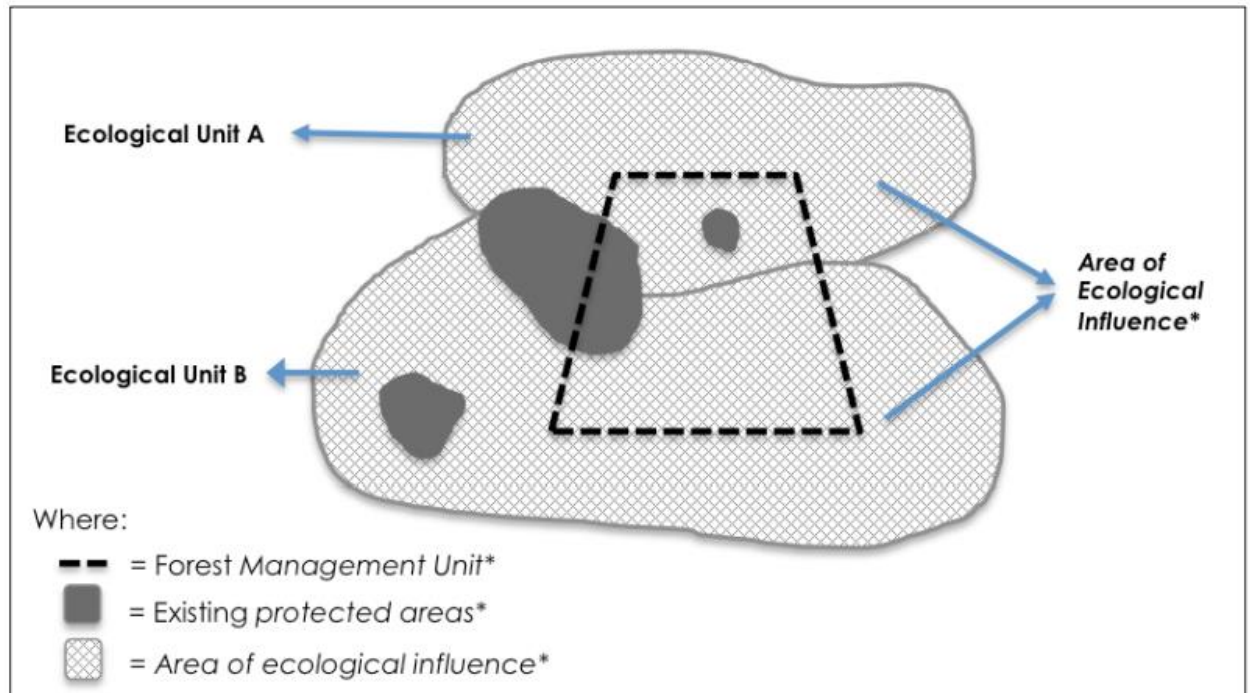 Ecological Unit A
Area of
Ecological
Influence*
Ecological Unit B
Where:
= Forest Management Unit*
= Existing protected areas*
= Area of ecological influence*